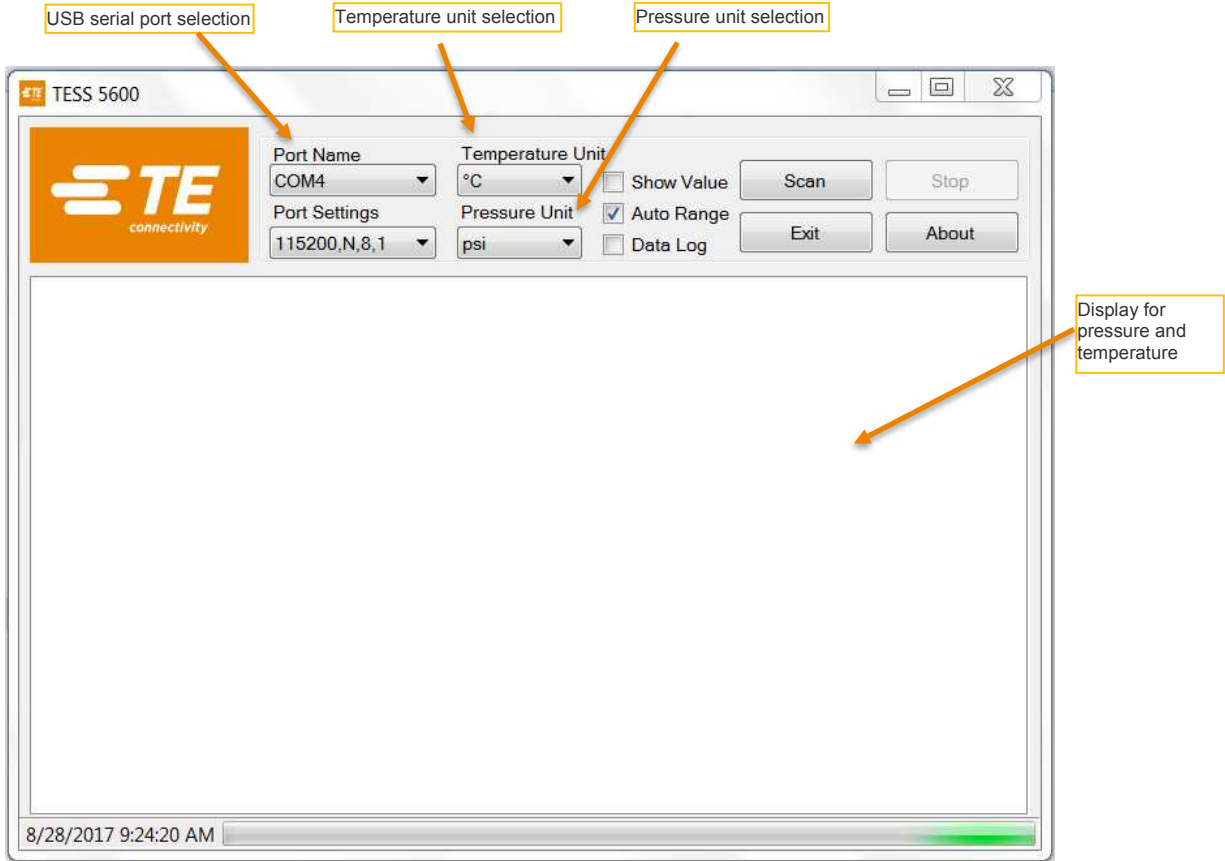 USB serial port selection
Temperature unit selection
Pressure unit selection
TESS 5600
TE
connectivity
Port Name
Temperature Unit
COM4
°C
Show Value
Scan
Stop
Port Settings
Pressure Unit
Auto Range
115200,N,8,1
psi
Data Log
Exit
About
Display for
pressure and
temperature
8/28/2017 9:24:20 AM